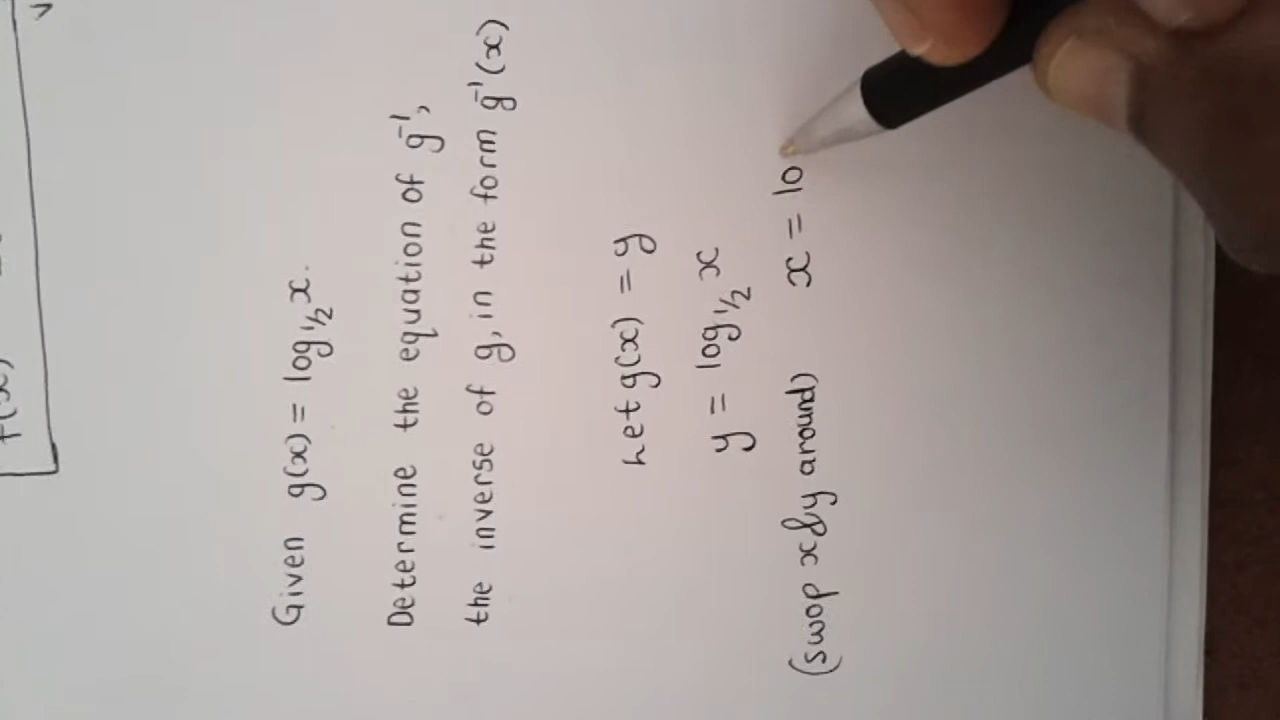 f(x)
Given g(x) = log½x.
Determine the equation of g⁻¹,
the inverse of g, in the form g⁻¹(x)
Let g(x) = y
y = log½ x
(swop x & y around) x = lo